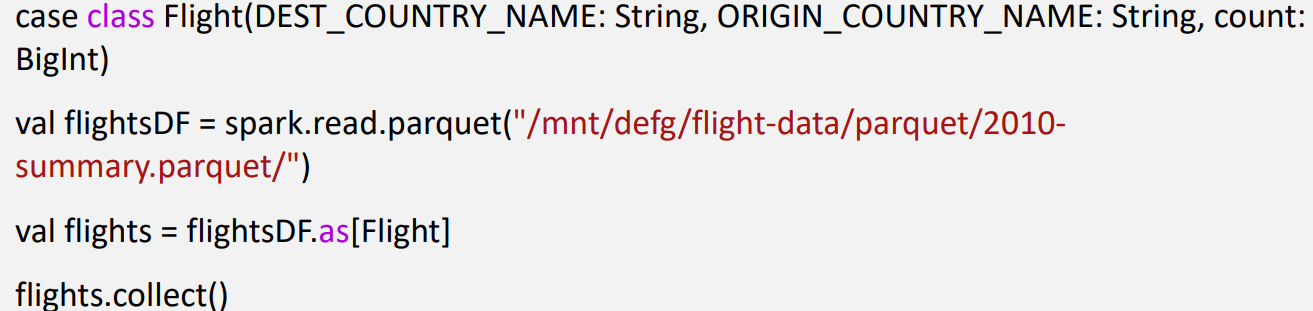 case class Flight(DEST_COUNTRY_NAME: String, ORIGIN_COUNTRY_NAME: String, count:
BigInt)
val flightsDF = spark.read.parquet("/mnt/defg/flight-data/parquet/2010-
summary.parquet/")
val flights = flightsDF.as[Flight]
flights.collect()